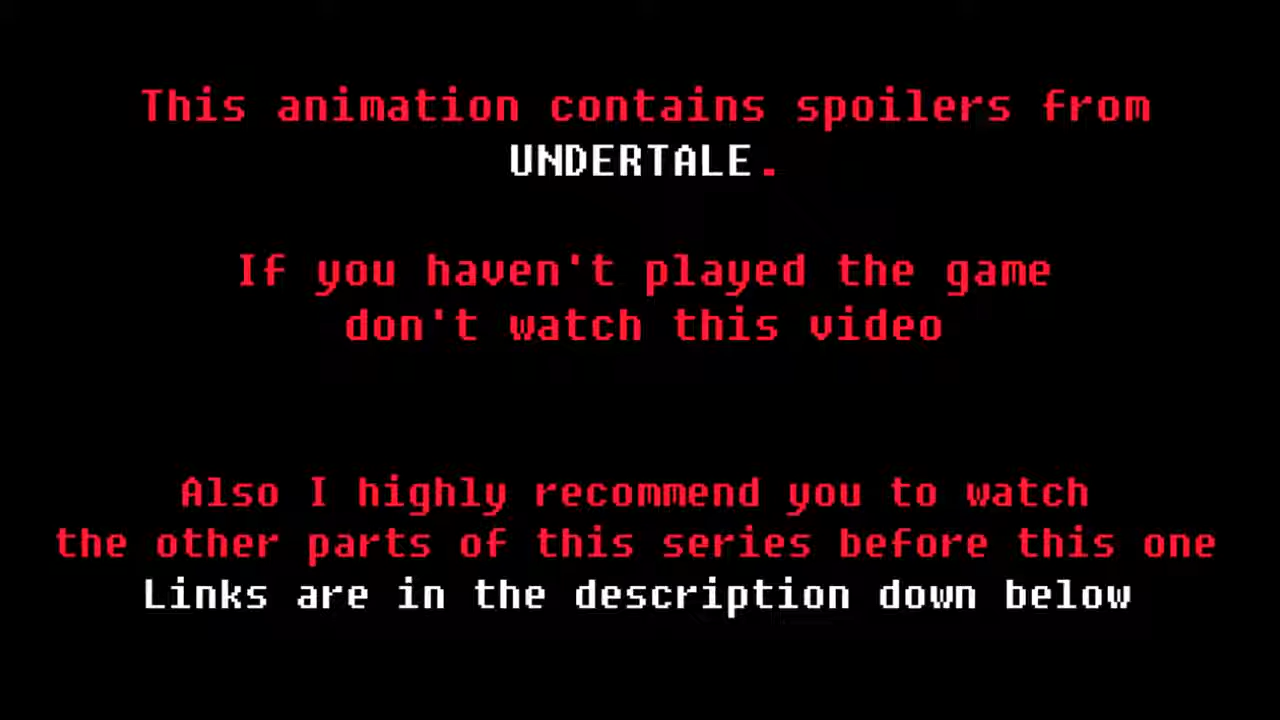 This animation contains spoilers from
UNDERTALE.
If you haven't played the game
don't watch this video
Also I highly recommend you to watch
the other parts of this series before this one
Links are in the description down below